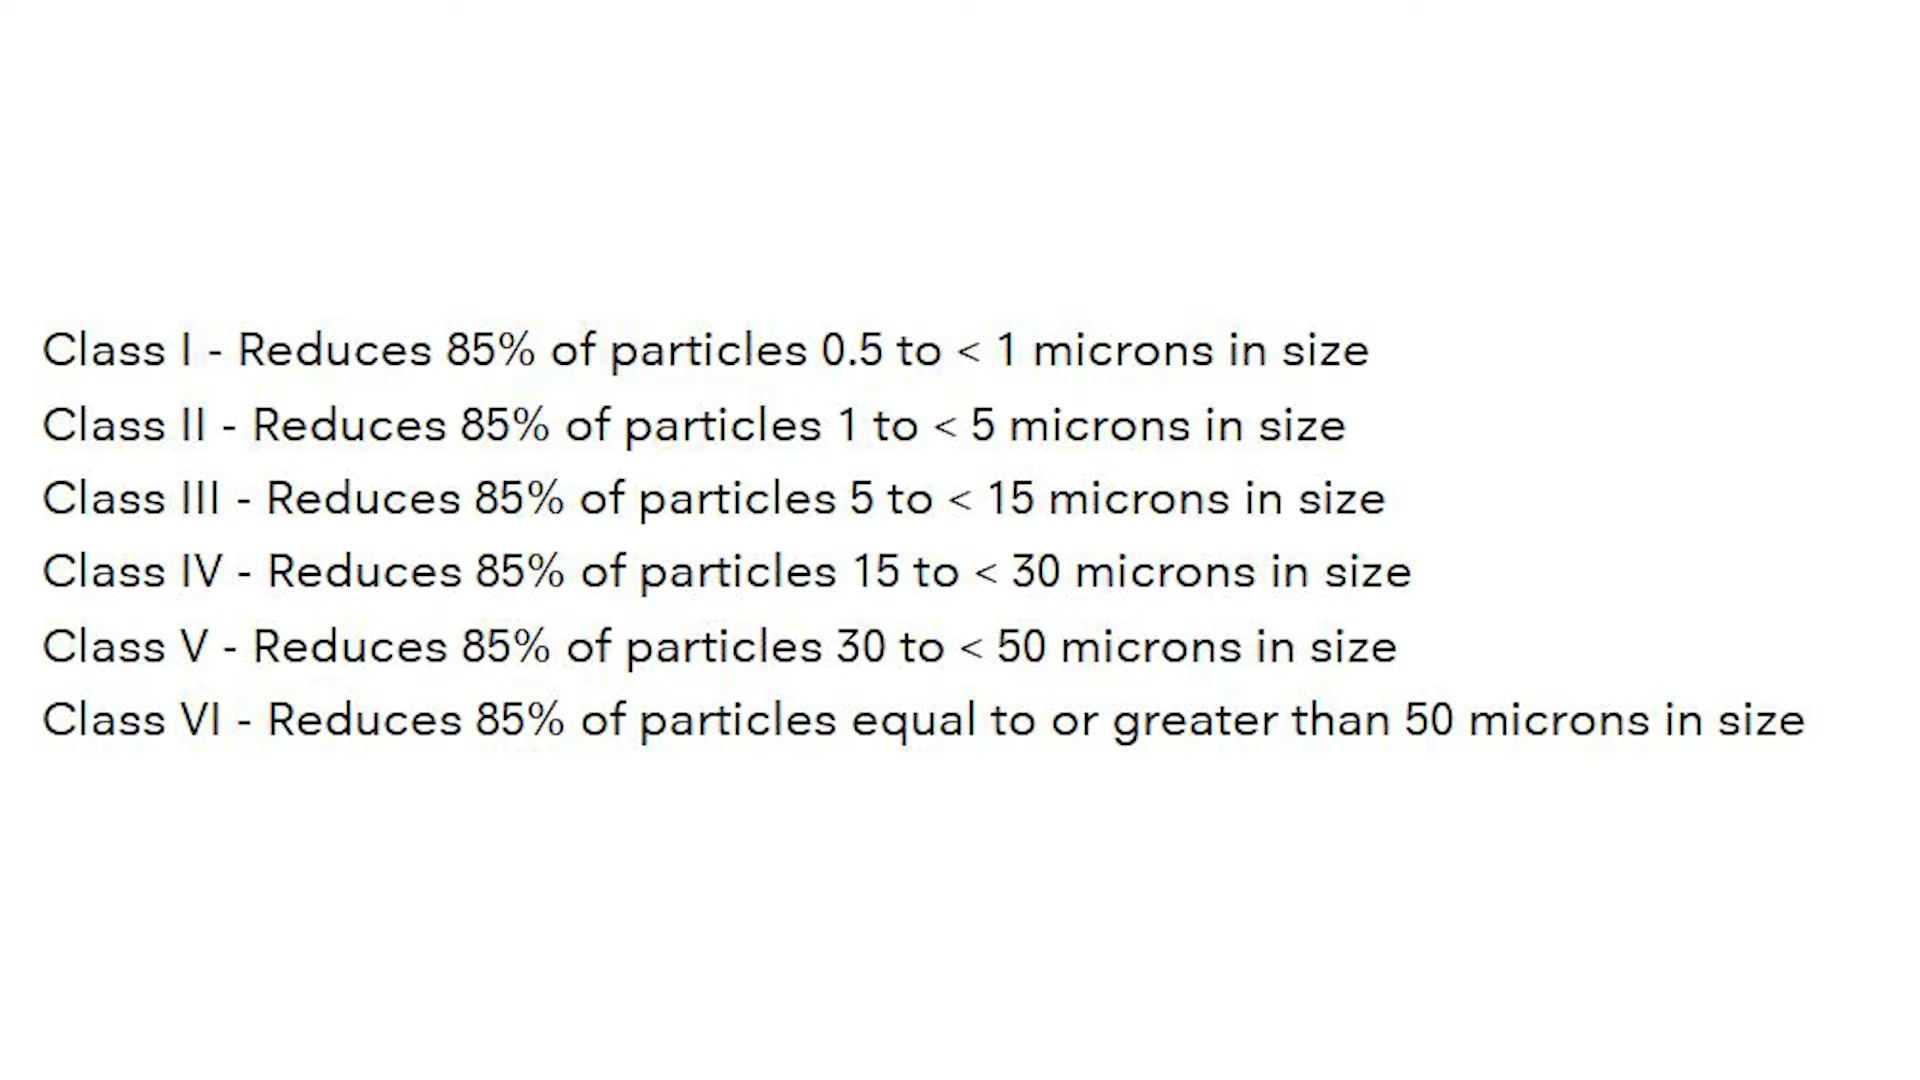 Class I - Reduces 85% of particles 0.5 to < 1 microns in size
Class II - Reduces 85% of particles 1 to < 5 microns in size
Class III - Reduces 85% of particles 5 to < 15 microns in size
Class IV - Reduces 85% of particles 15 to < 30 microns in size
Class V - Reduces 85% of particles 30 to < 50 microns in size
Class VI - Reduces 85% of particles equal to or greater than 50 microns in size